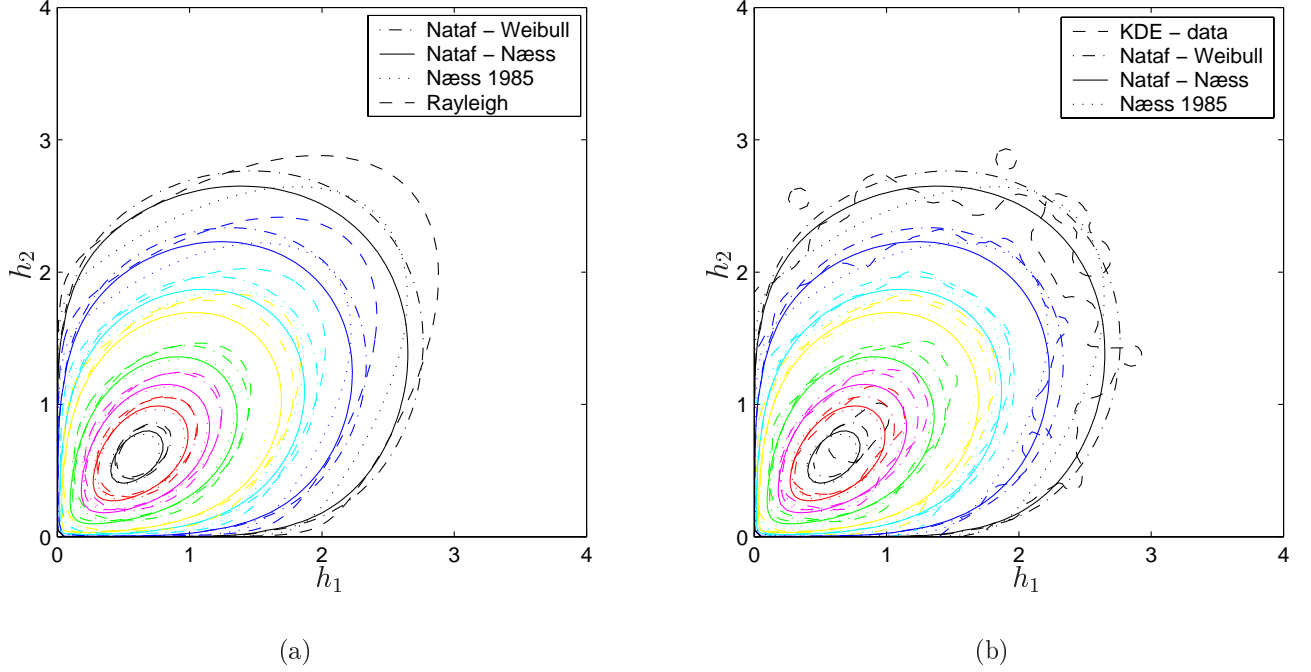 4
3
2
1
0
h2
0
1
2
3
4
h1
Nataf – Weibull
Nataf – Næss
Næss 1985
Rayleigh
(a)
4
3
2
1
0
h2
0
1
2
3
4
h1
KDE – data
Nataf – Weibull
Nataf – Næss
Næss 1985
(b)